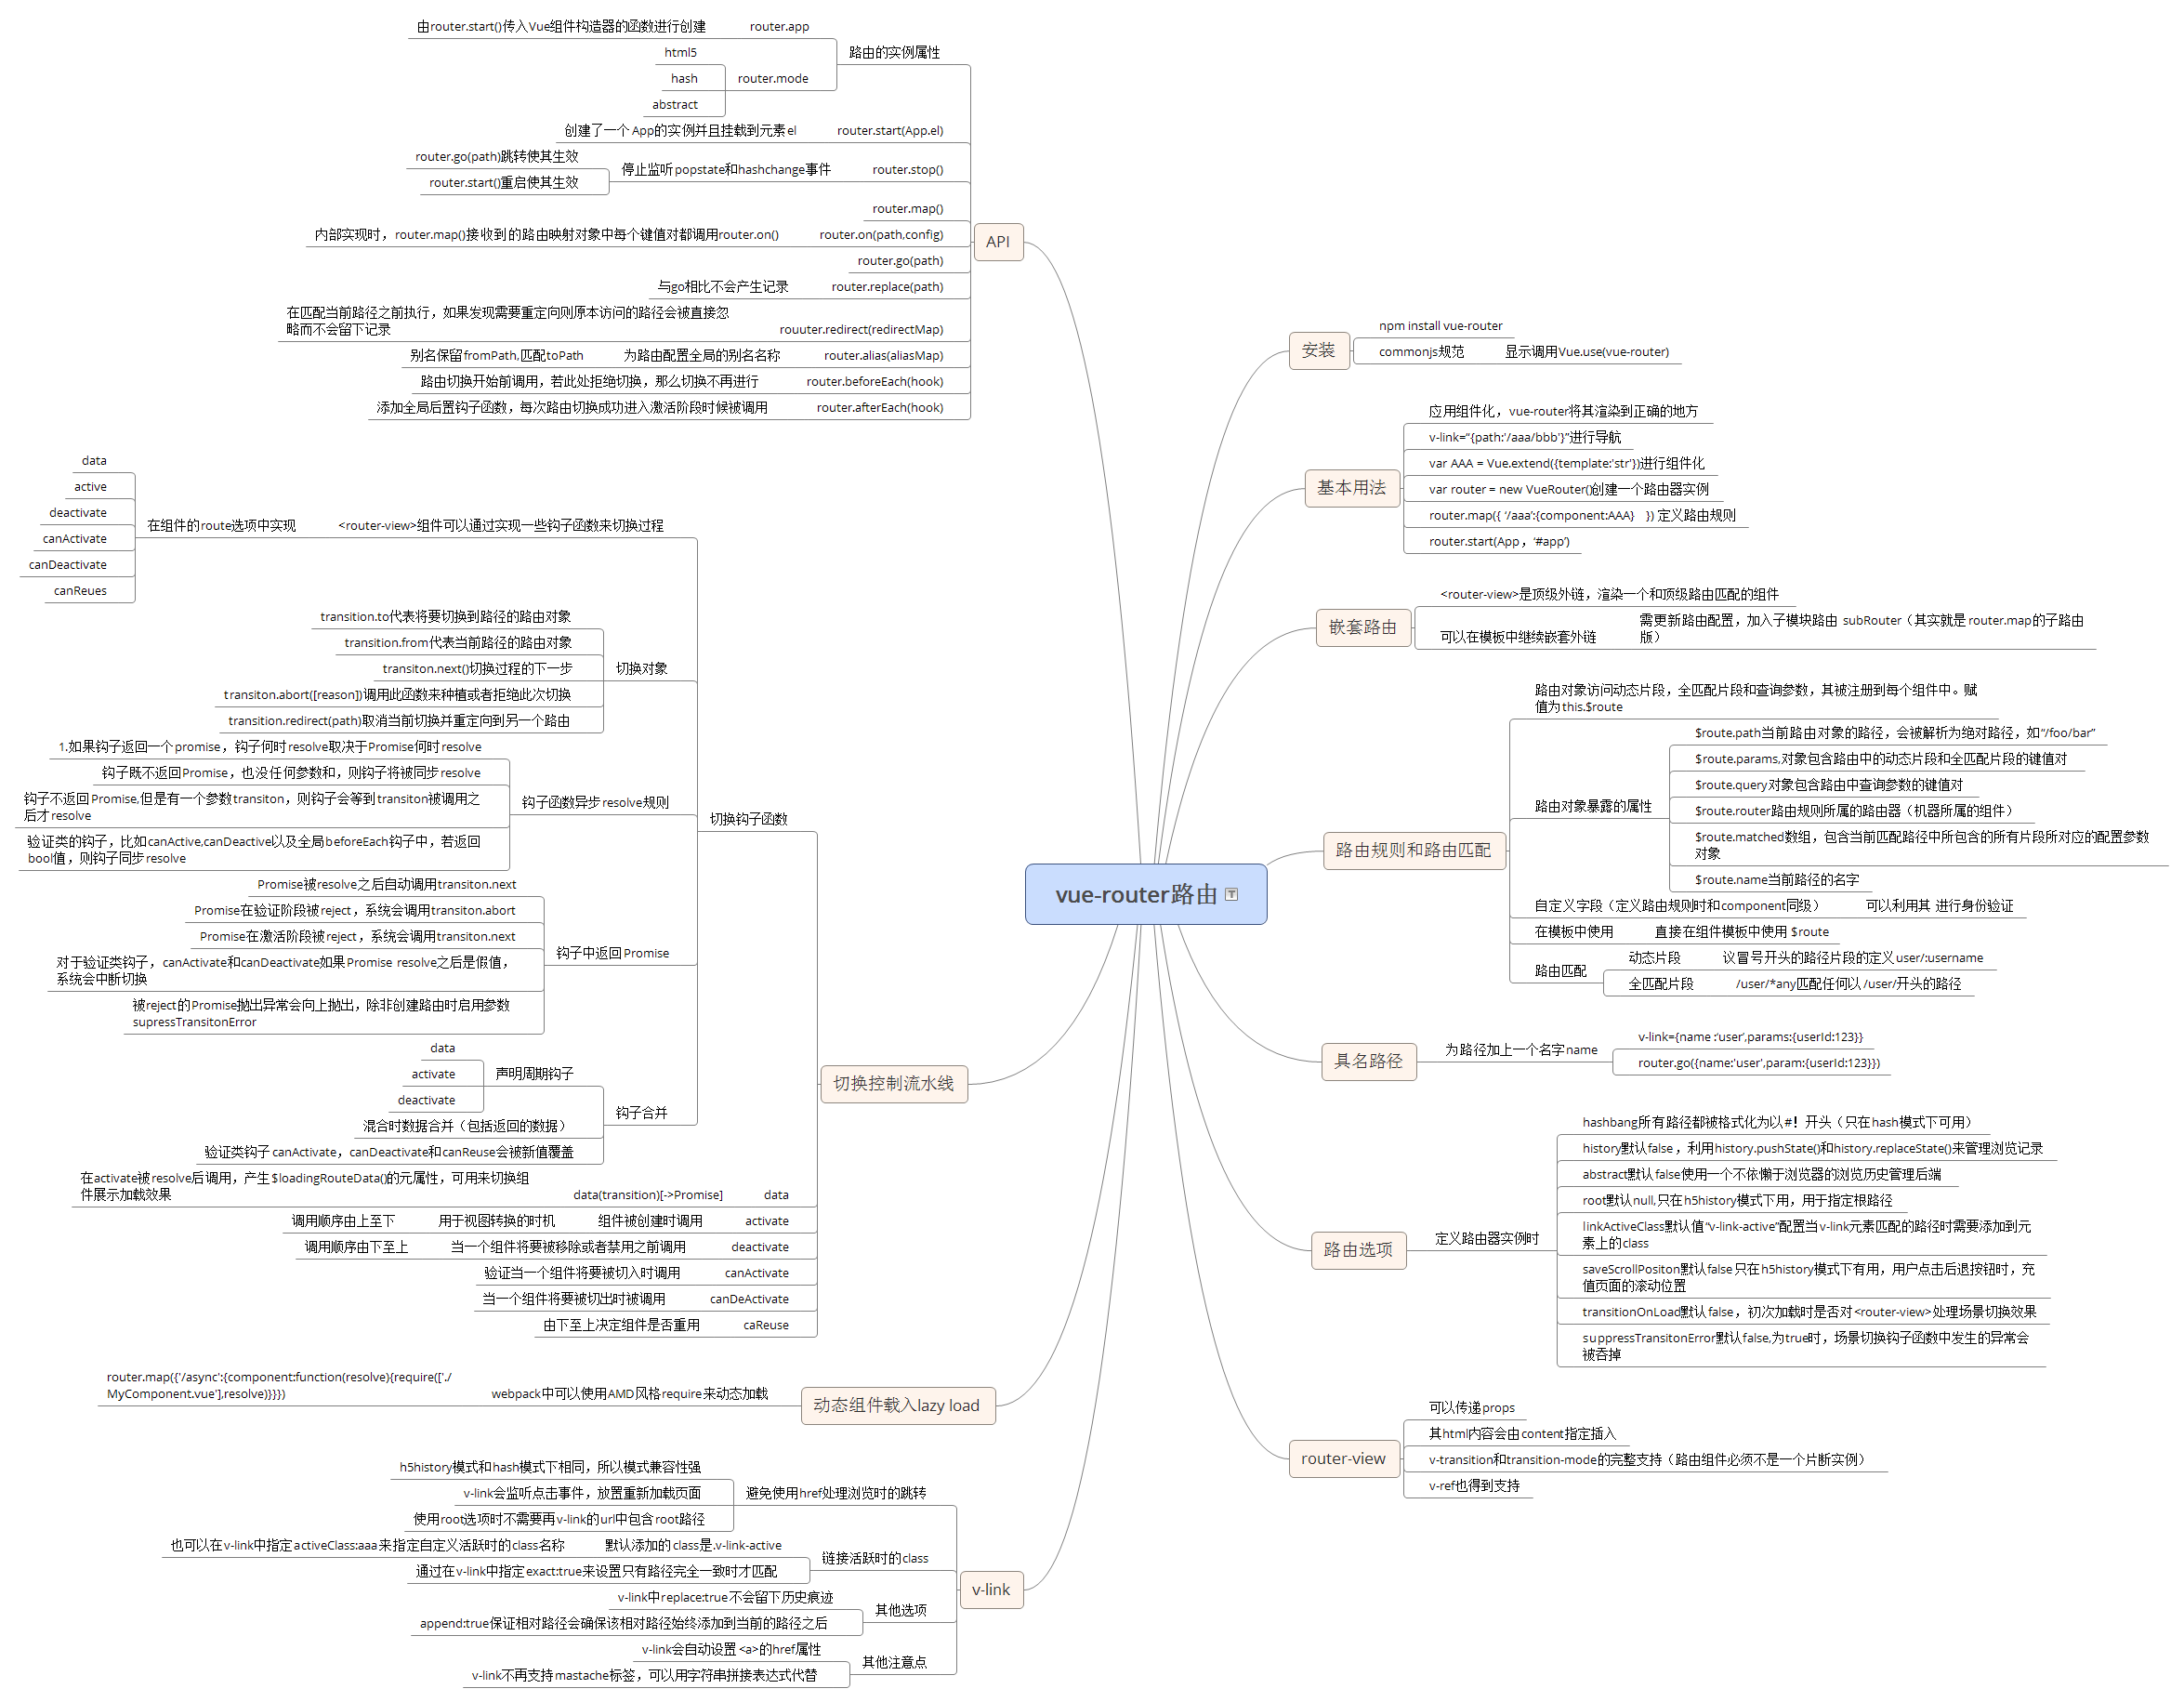 vue-router路由
安装
npm install vue-router
commonjs规范
显示调用Vue.use(vue-router)
基本用法
应用组件化，vue-router将其渲染到正确的地方
v-link=“{path:'/aaa/bbb'}”进行导航
var AAA = Vue.extend({template:'str'})进行组件化
var router = new VueRouter()创建一个路由器实例
router.map({ ‘/aaa’:{component:AAA} }) 定义路由规则
router.start(App，‘#app’)
嵌套路由
<router-view>是顶级外链，渲染一个和顶级路由匹配的组件
可以在模板中继续嵌套外链
需更新路由配置，加入子模块路由 subRouter（其实就是router.map的子路由
版）
路由规则和路由匹配
路由对象访问动态片段，全匹配片段和查询参数，其被注册到每个组件中。赋
值为this.$route
路由对象暴露的属性
$route.path当前路由对象的路径，会被解析为绝对路径，如“/foo/bar”
$route.params,对象包含路由中的动态片段和全匹配片段的键值对
$route.query对象包含路由中查询参数的键值对
$route.router路由规则所属的路由器（机器所属的组件）
$route.matched数组，包含当前匹配路径中所包含的所有片段所对应的配置参数
对象
$route.name当前路径的名字
自定义字段（定义路由规则时和component同级）
可以利用其 进行身份验证
在模板中使用
直接在组件模板中使用 $route
路由匹配
动态片段
议冒号开头的路径片段的定义user/:username
全匹配片段
/user/*any匹配任何以 /user/开头的路径
具名路径
为路径加上一个名字name
v-link={name :‘user’,params:{userId:123}}
router.go({name:'user',param:{userId:123}})
路由选项
定义路由器实例时
hashbang所有路径都被格式化为以#！开头（只在hash模式下可用）
history默认false，利用history.pushState()和history.replaceState()来管理浏览记录
abstract默认false使用一个不依懒于浏览器的浏览历史管理后端
root默认null,只在h5history模式下用，用于指定根路径
linkActiveClass默认值“v-link-active”配置当v-link元素匹配的路径时需要添加到元
素上的class
saveScrollPositon默认false只在h5history模式下有用，用户点击后退按钮时，充
值页面的滚动位置
transitionOnLoad默认false，初次加载时是否对<router-view>处理场景切换效果
suppressTransitonError默认false,为true时，场景切换钩子函数中发生的异常会
被吞掉
router-view
可以传递props
其html内容会由content指定插入
v-transition和transition-mode的完整支持（路由组件必须不是一个片断实例）
v-ref也得到支持
API
路由的实例属性
router.app
由router.start()传入Vue组件构造器的函数进行创建
router.mode
html5
hash
abstract
router.start(App.el)
创建了一个 App的实例并且挂载到元素el
router.stop()
停止监听popstate和hashchange事件
router.go(path)跳转使其生效
router.start()重启使其生效
router.map()
router.on(path,config)
内部实现时，router.map()接收到的路由映射对象中每个键值对都调用router.on()
router.go(path)
router.replace(path)
与go相比不会产生记录
rouuter.redirect(redirectMap)
在匹配当前路径之前执行，如果发现需要重定向则原本访问的路径会被直接忽
略而不会留下记录
router.alias(aliasMap)
为路由配置全局的别名名称
别名保留fromPath,匹配toPath
router.beforeEach(hook)
路由切换开始前调用，若此处拒绝切换，那么切换不再进行
router.afterEach(hook)
添加全局后置钩子函数，每次路由切换成功进入激活阶段时候被调用
切换控制流水线
切换钩子函数
<router-view>组件可以通过实现一些钩子函数来切换过程
在组件的route选项中实现
data
active
deactivate
canActivate
canDeactivate
canReues
切换对象
transition.to代表将要切换到路径的路由对象
transition.from代表当前路径的路由对象
transiton.next()切换过程的下一步
transiton.abort([reason])调用此函数来种植或者拒绝此次切换
transition.redirect(path)取消当前切换并重定向到另一个路由
钩子函数异步resolve规则
1.如果钩子返回一个promise，钩子何时resolve取决于Promise何时resolve
钩子既不返回Promise，也没任何参数和，则钩子将被同步resolve
钩子不返回Promise,但是有一个参数transiton，则钩子会等到transiton被调用之
后才resolve
验证类的钩子，比如canActive,canDeactive以及全局beforeEach钩子中，若返回
bool值，则钩子同步resolve
钩子中返回Promise
Promise被resolve之后自动调用transiton.next
Promise在验证阶段被reject，系统会调用transiton.abort
Promise在激活阶段被reject，系统会调用transiton.next
对于验证类钩子，canActivate和canDeactivate如果Promise resolve之后是假值，
系统会中断切换
被reject的Promise抛出异常会向上抛出，除非创建路由时启用参数
supressTransitonError
钩子合并
声明周期钩子
data
activate
deactivate
混合时数据合并（包括返回的数据）
验证类钩子 canActivate，canDeactivate和canReuse会被新值覆盖
data
data(transition)[->Promise]
在activate被resolve后调用，产生$loadingRouteData()的元属性，可用来切换组
件展示加载效果
activate
组件被创建时调用
用于视图转换的时机
调用顺序由上至下
deactivate
当一个组件将要被移除或者禁用之前调用
调用顺序由下至上
canActivate
验证当一个组件将要被切入时调用
canDeActivate
当一个组件将要被切出时被调用
caReuse
由下至上决定组件是否重用
动态组件载入lazy load
webpack中可以使用AMD风格require来动态加载
router.map({'/async':{component:function(resolve){require(['./
MyComponent.vue'],resolve)}}})
v-link
避免使用href处理浏览时的跳转
h5history模式和hash模式下相同，所以模式兼容性强
v-link会监听点击事件，放置重新加载页面
使用root选项时不需要再v-link的url中包含root路径
链接活跃时的class
默认添加的class是.v-link-active
也可以在v-link中指定activeClass:aaa来指定自定义活跃时的class名称
通过在v-link中指定exact:true来设置只有路径完全一致时才匹配
其他选项
v-link中replace:true不会留下历史痕迹
append:true保证相对路径会确保该相对路径始终添加到当前的路径之后
其他注意点
v-link会自动设置 <a>的href属性
v-link不再支持mastache标签，可以用字符串拼接表达式代替